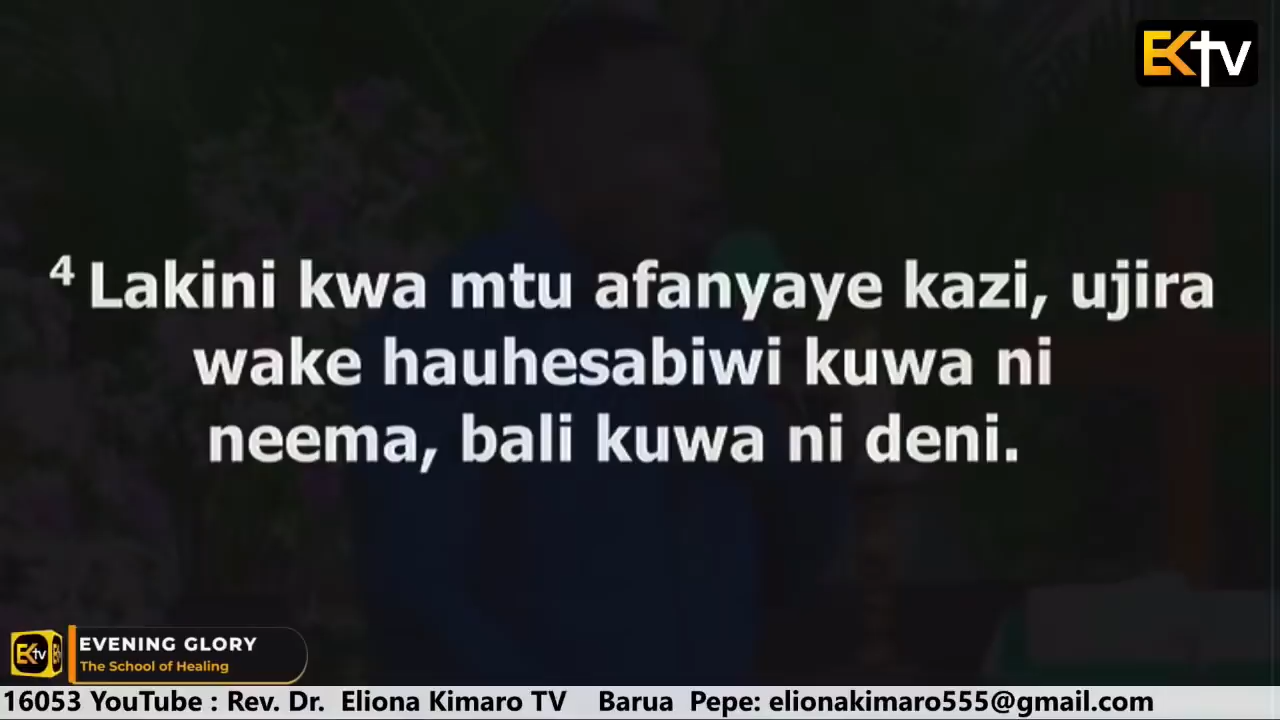 EKTV
⁴ Lakini kwa mtu afanyaye kazi, ujira
wake hauhesabiwi kuwa ni
neema, bali kuwa ni deni.
EKTV
EVENING GLORY
The School of Healing
16053 YouTube : Rev. Dr. Eliona Kimaro TV Barua Pepe: elionakimaro555@gmail.com